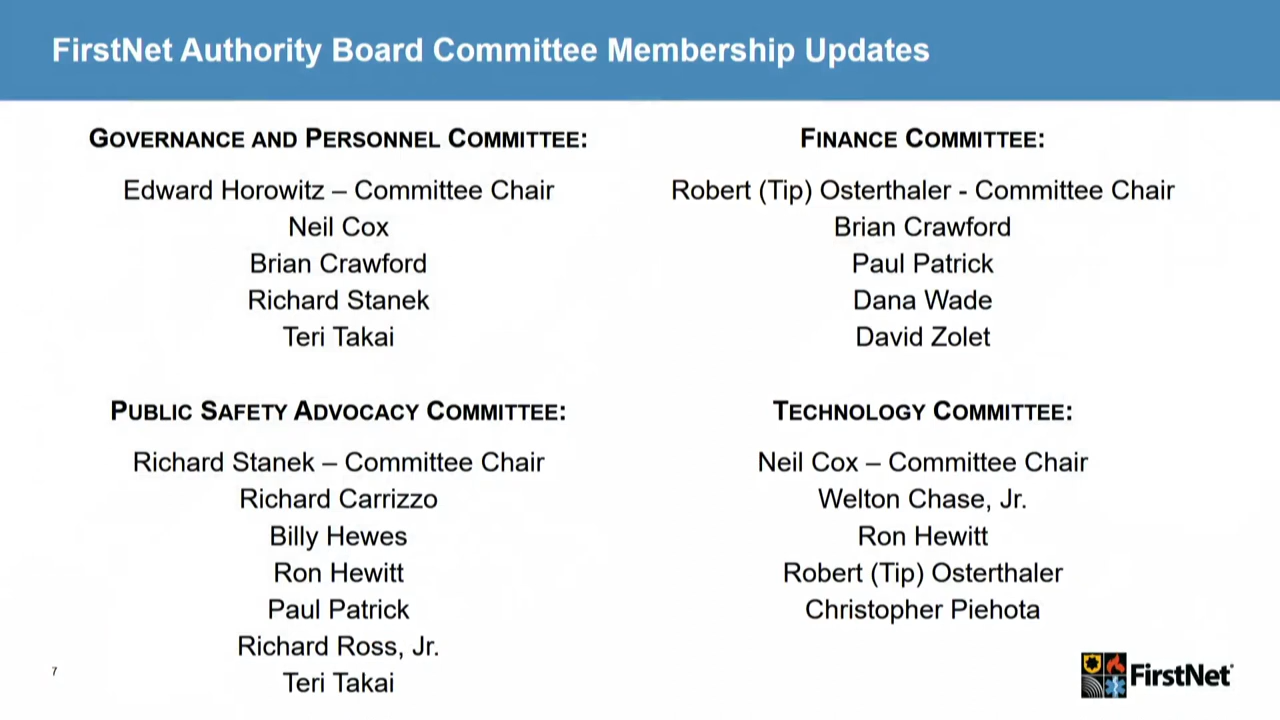 FirstNet Authority Board Committee Membership Updates
GOVERNANCE AND PERSONNEL COMMITTEE:
Edward Horowitz – Committee Chair
Neil Cox
Brian Crawford
Richard Stanek
Teri Takai
FINANCE COMMITTEE:
Robert (Tip) Osterthaler - Committee Chair
Brian Crawford
Paul Patrick
Dana Wade
David Zolet
PUBLIC SAFETY ADVOCACY COMMITTEE:
Richard Stanek – Committee Chair
Richard Carrizzo
Billy Hewes
Ron Hewitt
Paul Patrick
Richard Ross, Jr.
Teri Takai
TECHNOLOGY COMMITTEE:
Neil Cox – Committee Chair
Welton Chase, Jr.
Ron Hewitt
Robert (Tip) Osterthaler
Christopher Piehota
7
FirstNet